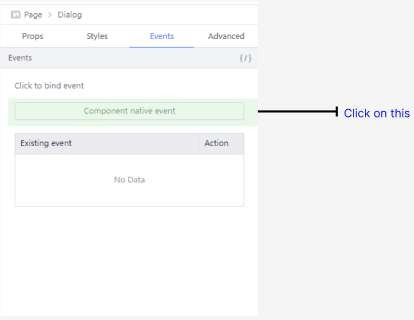 Page > Dialog
Props Styles Events Advanced
Events {/}
Click to bind event
Component native event
Click on this
Existing event Action
No Data